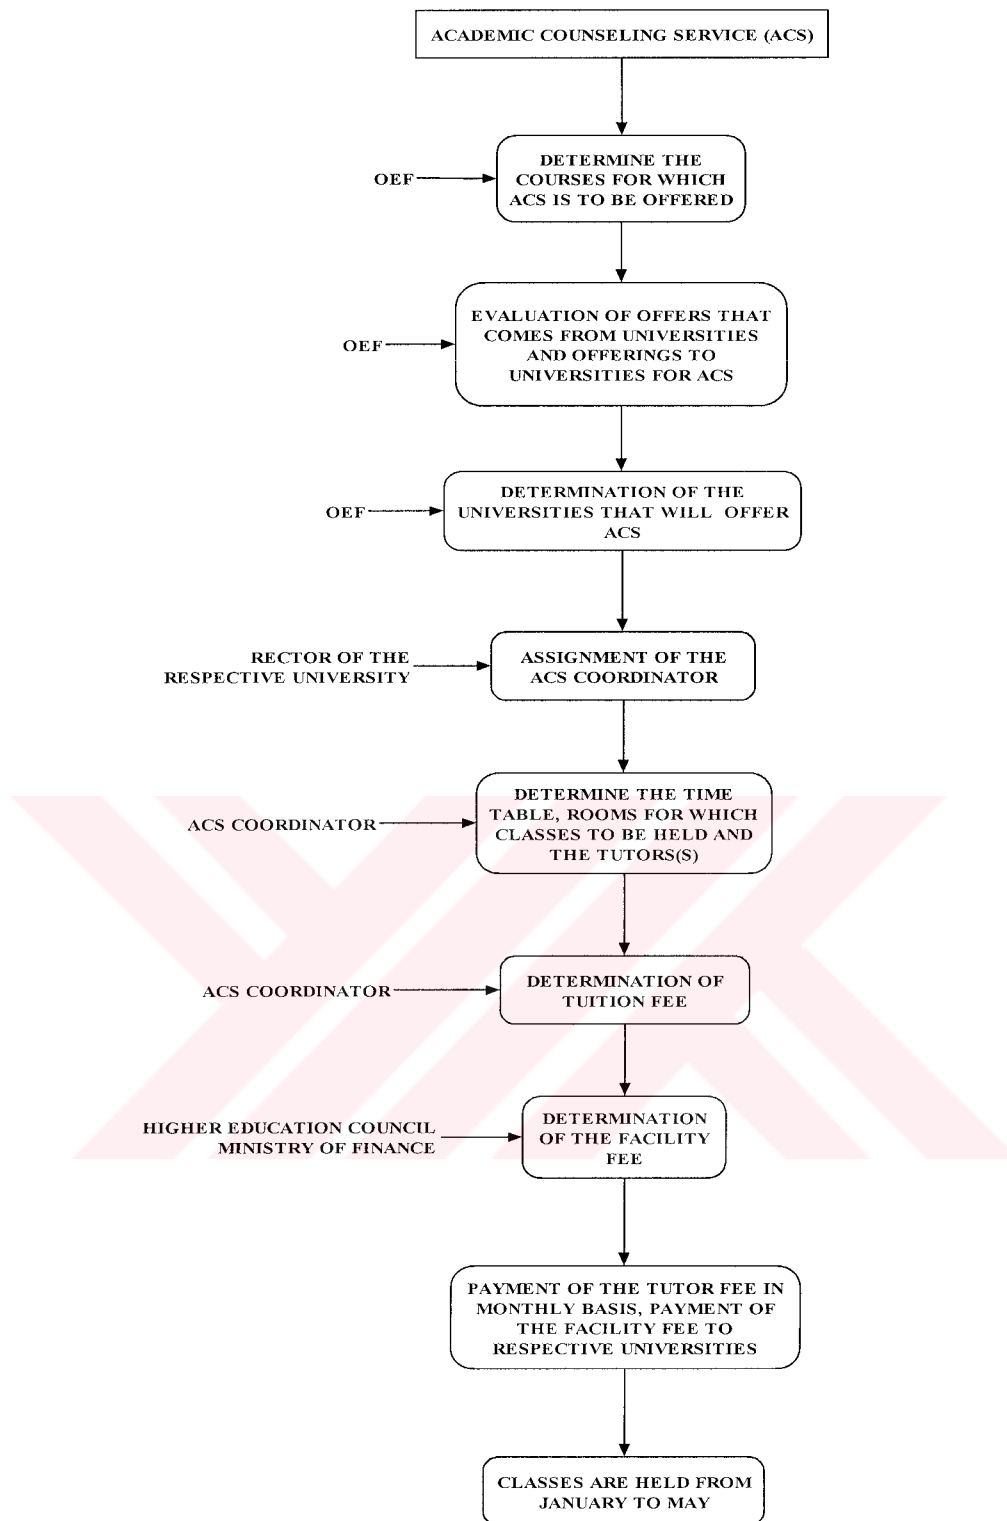 ACADEMIC COUNSELING SERVICE (ACS)
OEF
DETERMINE THE
COURSES FOR WHICH
ACS IS TO BE OFFERED
OEF
EVALUATION OF OFFERS THAT
COMES FROM UNIVERSITIES
AND OFFERINGS TO
UNIVERSITIES FOR ACS
OEF
DETERMINATION OF THE
UNIVERSITIES THAT WILL OFFER
ACS
RECTOR OF THE
RESPECTIVE UNIVERSITY
ASSIGNMENT OF THE
ACS COORDINATOR
ACS COORDINATOR
DETERMINE THE TIME
TABLE, ROOMS FOR WHICH
CLASSES TO BE HELD AND
THE TUTORS(S)
ACS COORDINATOR
DETERMINATION OF
TUITION FEE
HIGHER EDUCATION COUNCIL
MINISTRY OF FINANCE
DETERMINATION
OF THE FACILITY
FEE
PAYMENT OF THE TUTOR FEE IN
MONTHLY BASIS, PAYMENT OF
THE FACILITY FEE TO
RESPECTIVE UNIVERSITIES
CLASSES ARE HELD FROM
JANUARY TO MAY